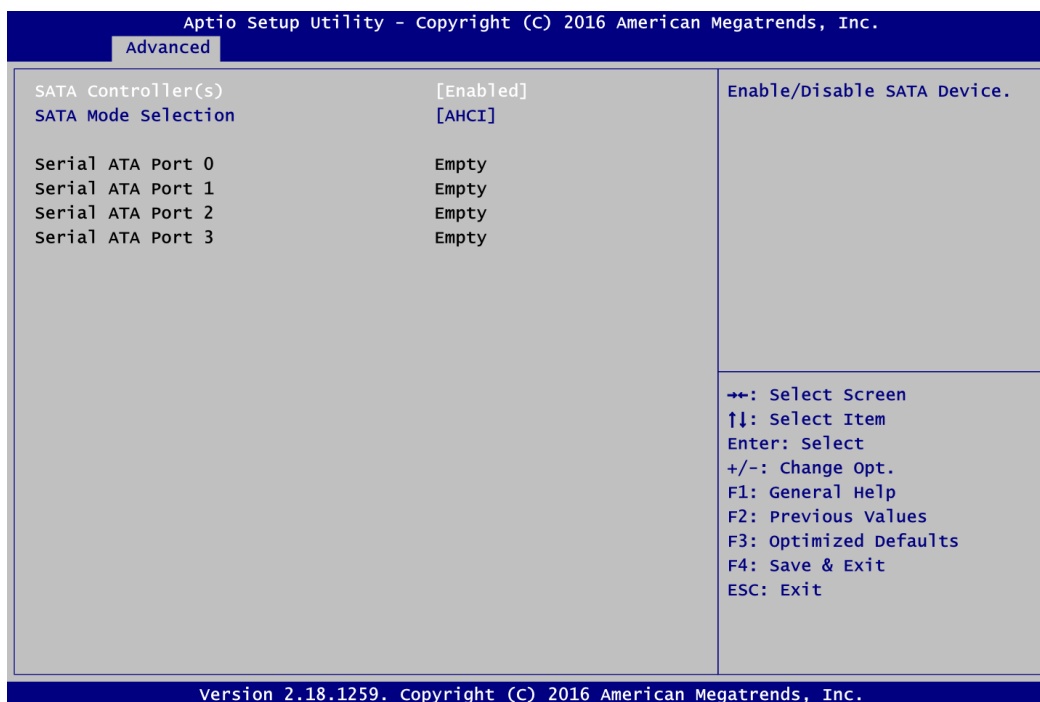 Aptio Setup Utility - Copyright (C) 2016 American Megatrends, Inc.
Advanced
SATA Controller(s) [Enabled]
SATA Mode Selection [AHCI]
Serial ATA Port 0 Empty
Serial ATA Port 1 Empty
Serial ATA Port 2 Empty
Serial ATA Port 3 Empty
Enable/Disable SATA Device.
→←: Select Screen
↑↓: Select Item
Enter: Select
+/-: Change Opt.
F1: General Help
F2: Previous Values
F3: Optimized Defaults
F4: Save & Exit
ESC: Exit
Version 2.18.1259. Copyright (C) 2016 American Megatrends, Inc.